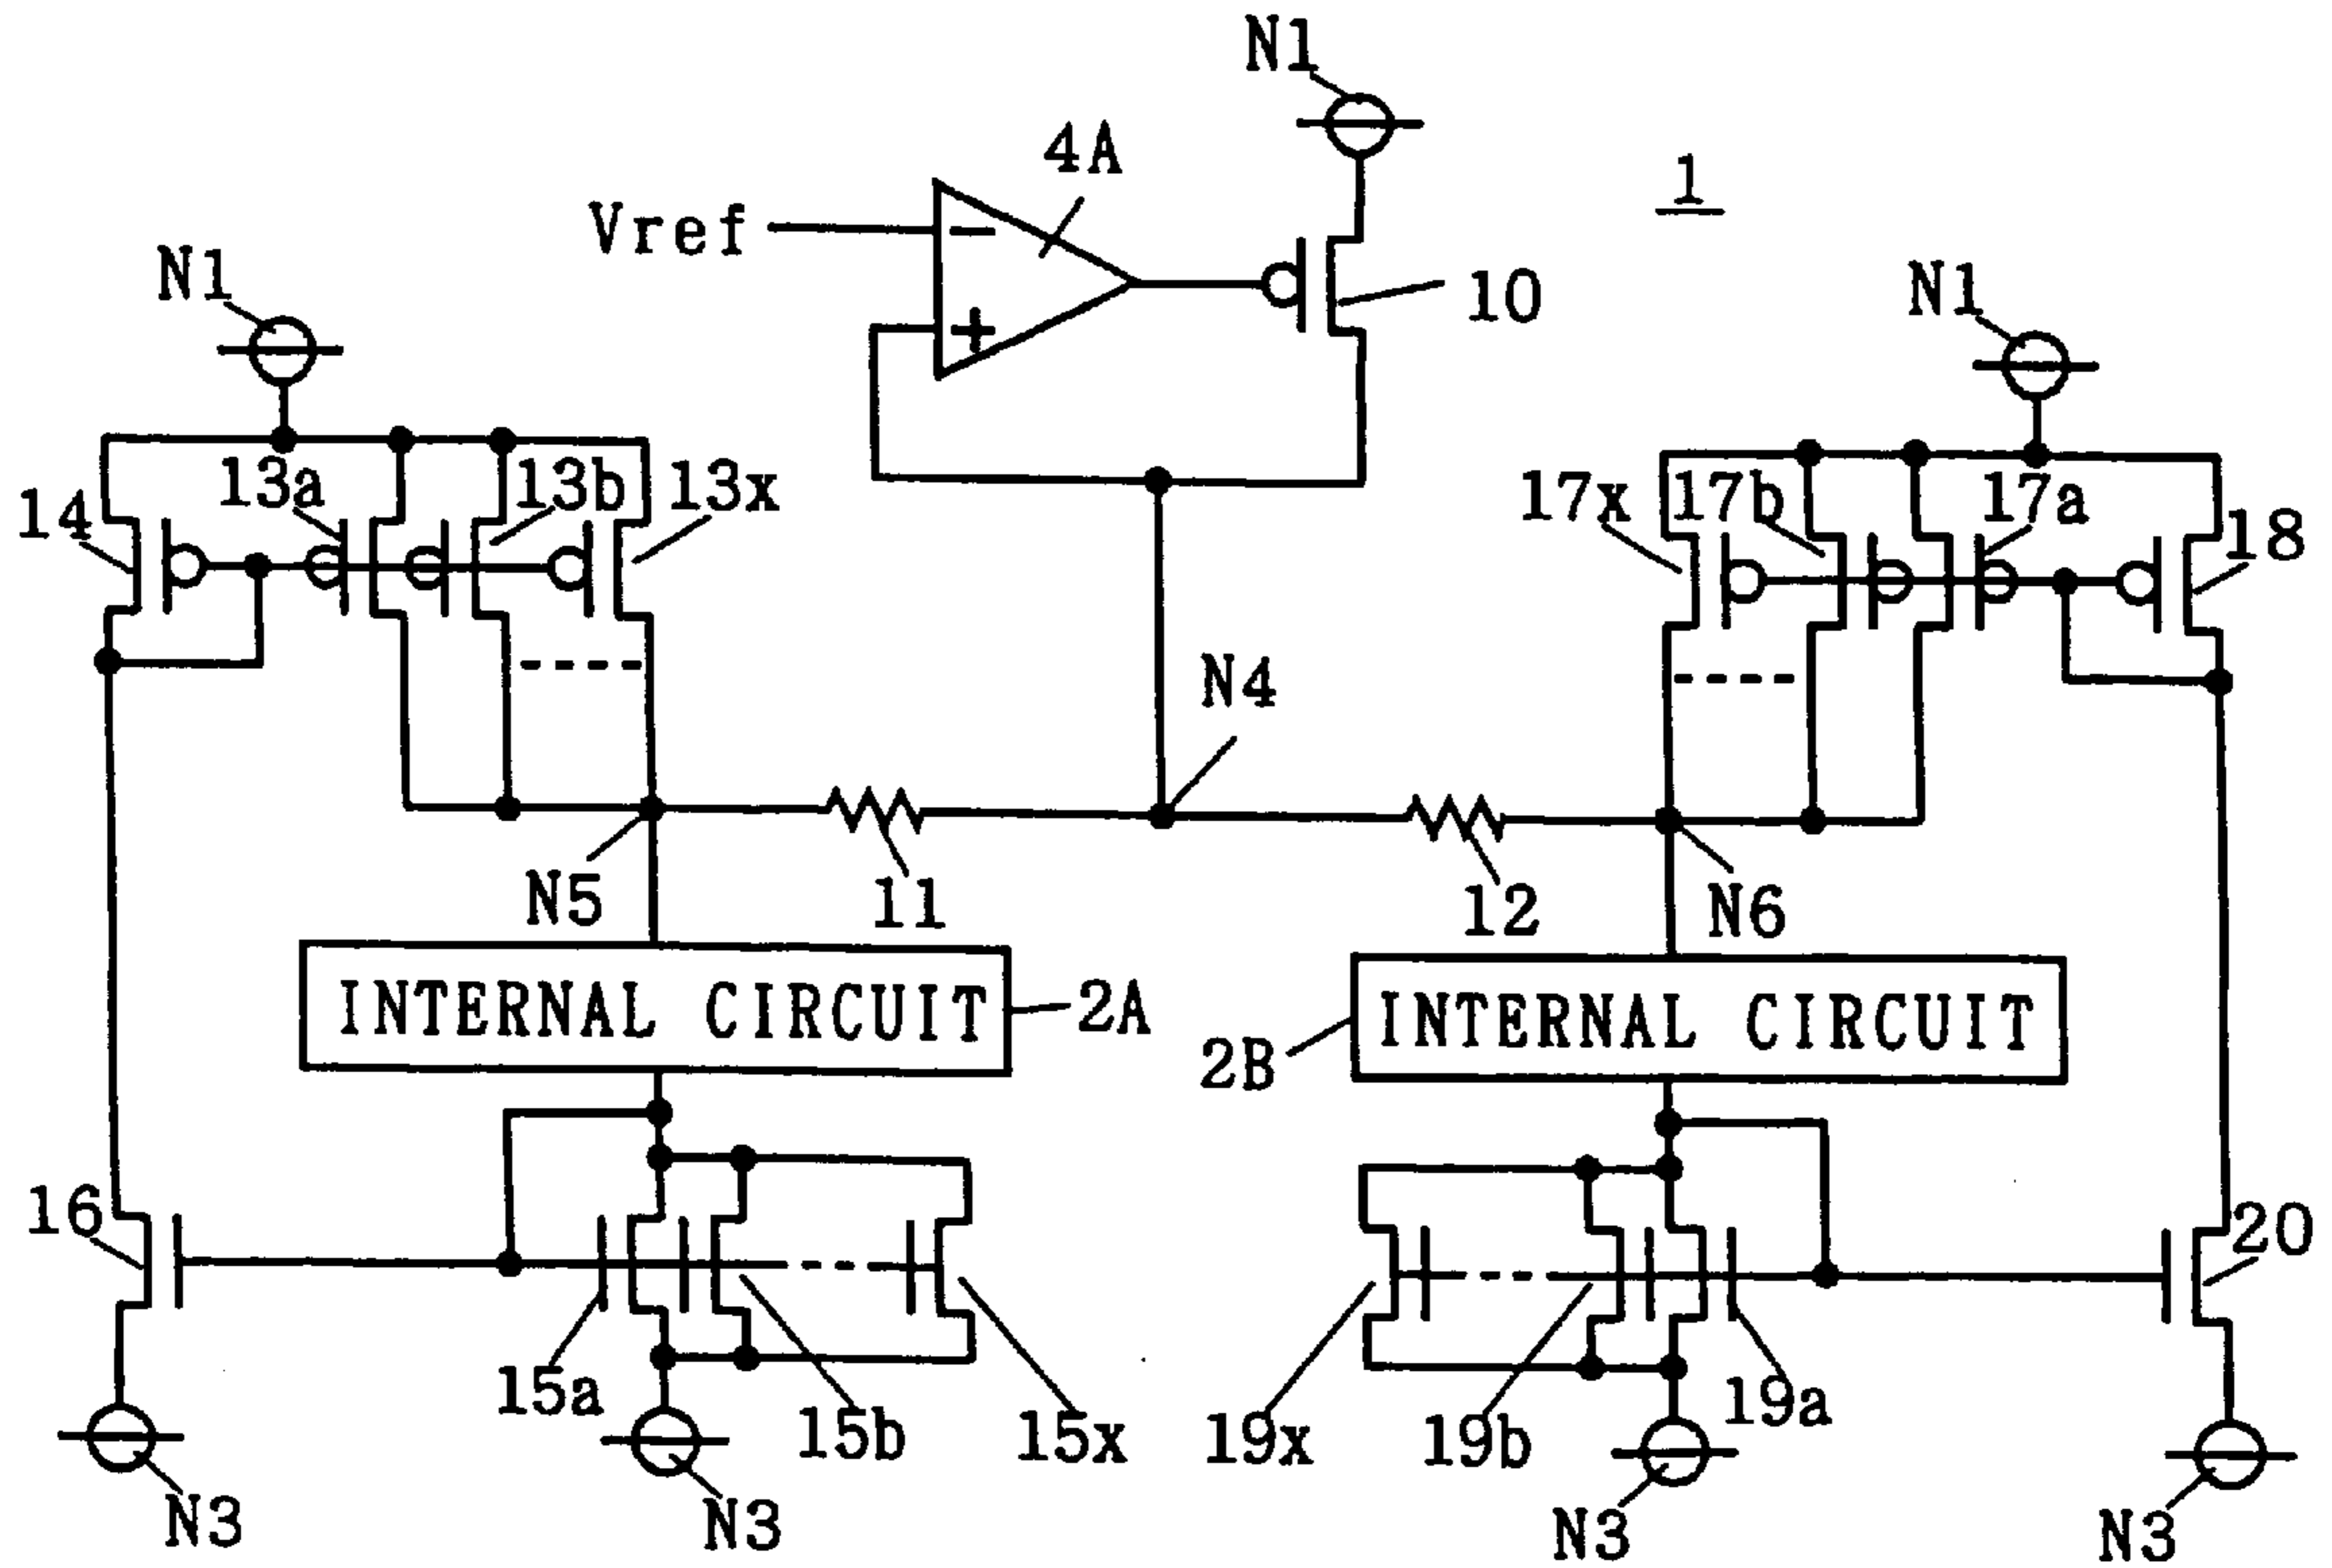 N1
4A
1
Vref
−
N1
10
N1
+
13a
13b
13x
17x
17b
17a
14
18
N4
N5
11
12
N6
INTERNAL CIRCUIT
2A
INTERNAL CIRCUIT
2B
16
20
15a
15b
15x
19x
19b
19a
N3
N3
N3
N3